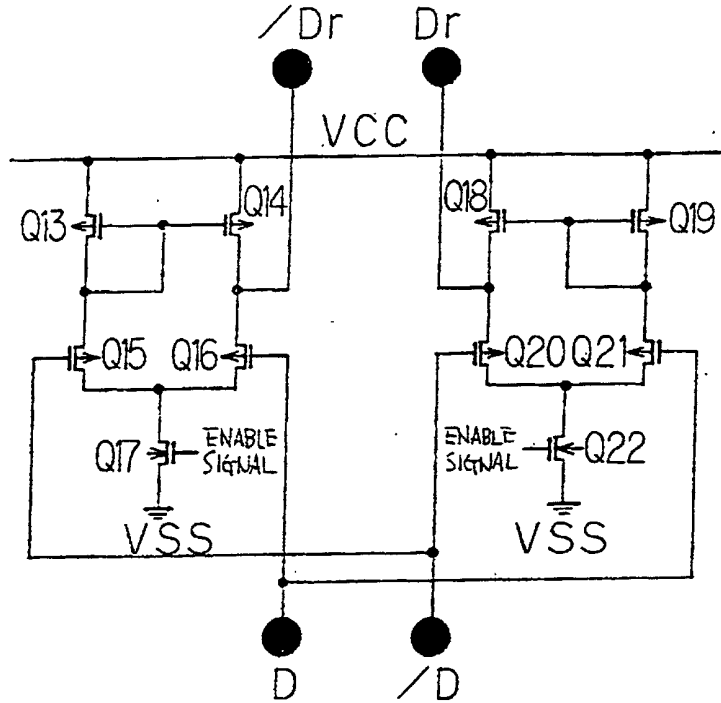 /Dr Dr
VCC
Q13 Q14 Q18 Q19
Q15 Q16 Q20 Q21
Q17 ENABLE SIGNAL ENABLE SIGNAL Q22
VSS VSS
D /D